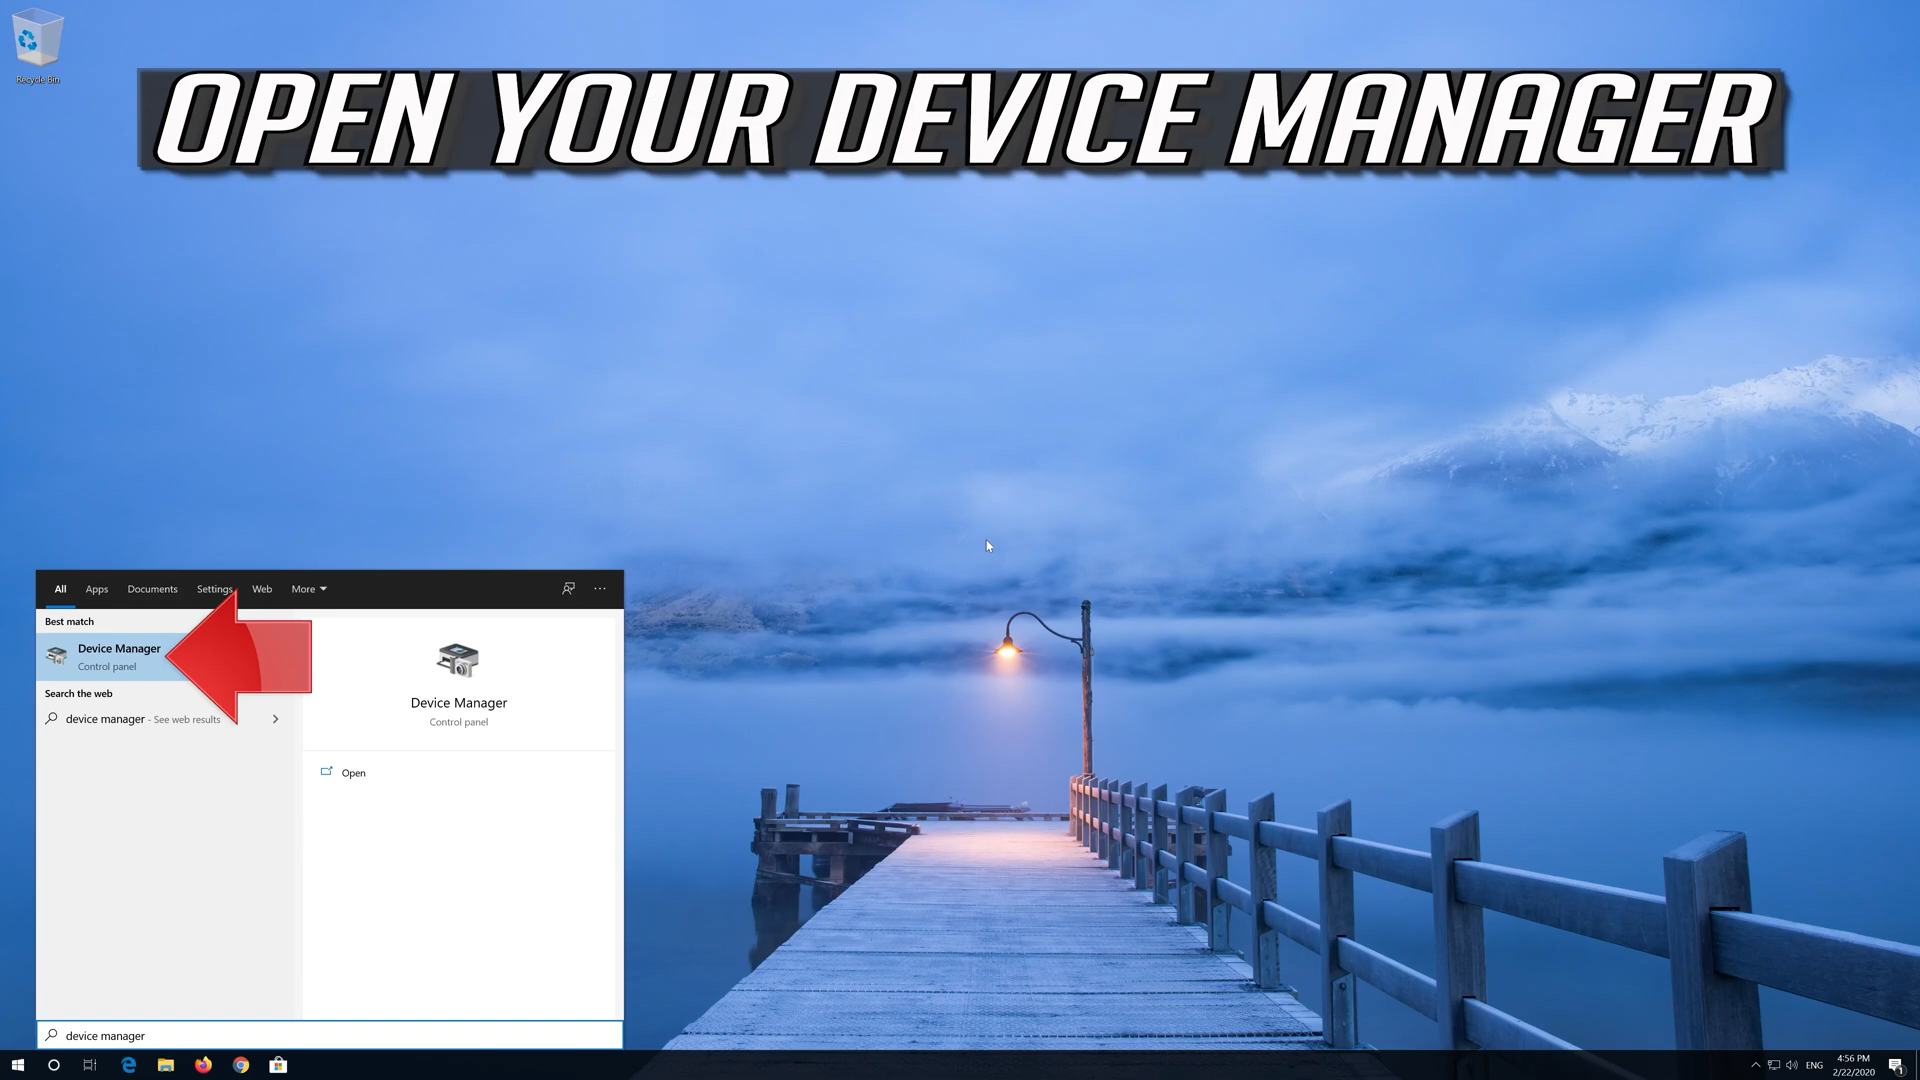 Recycle Bin
OPEN YOUR DEVICE MANAGER
All Apps Documents Settings Web More
Best match
Device Manager
Control panel
Search the web
device manager - See web results
Device Manager
Control panel
Open
device manager
ENG
4:56 PM
2/22/2020
1